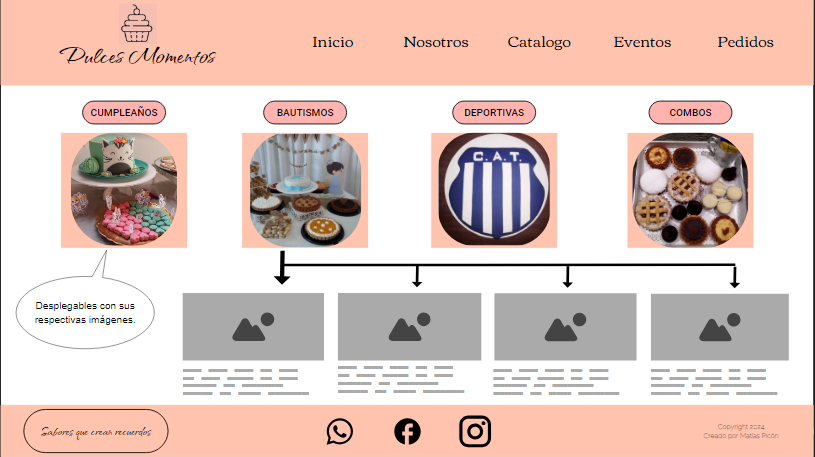 Dulces Momentos
Inicio
Nosotros
Catalogo
Eventos
Pedidos
CUMPLEAÑOS
BAUTISMOS
DEPORTIVAS
COMBOS
C.A.T.
Desplegables con sus
respectivas imágenes.
Sabores que crean recuerdos
Copyright 2024
Creado por Matías Picón